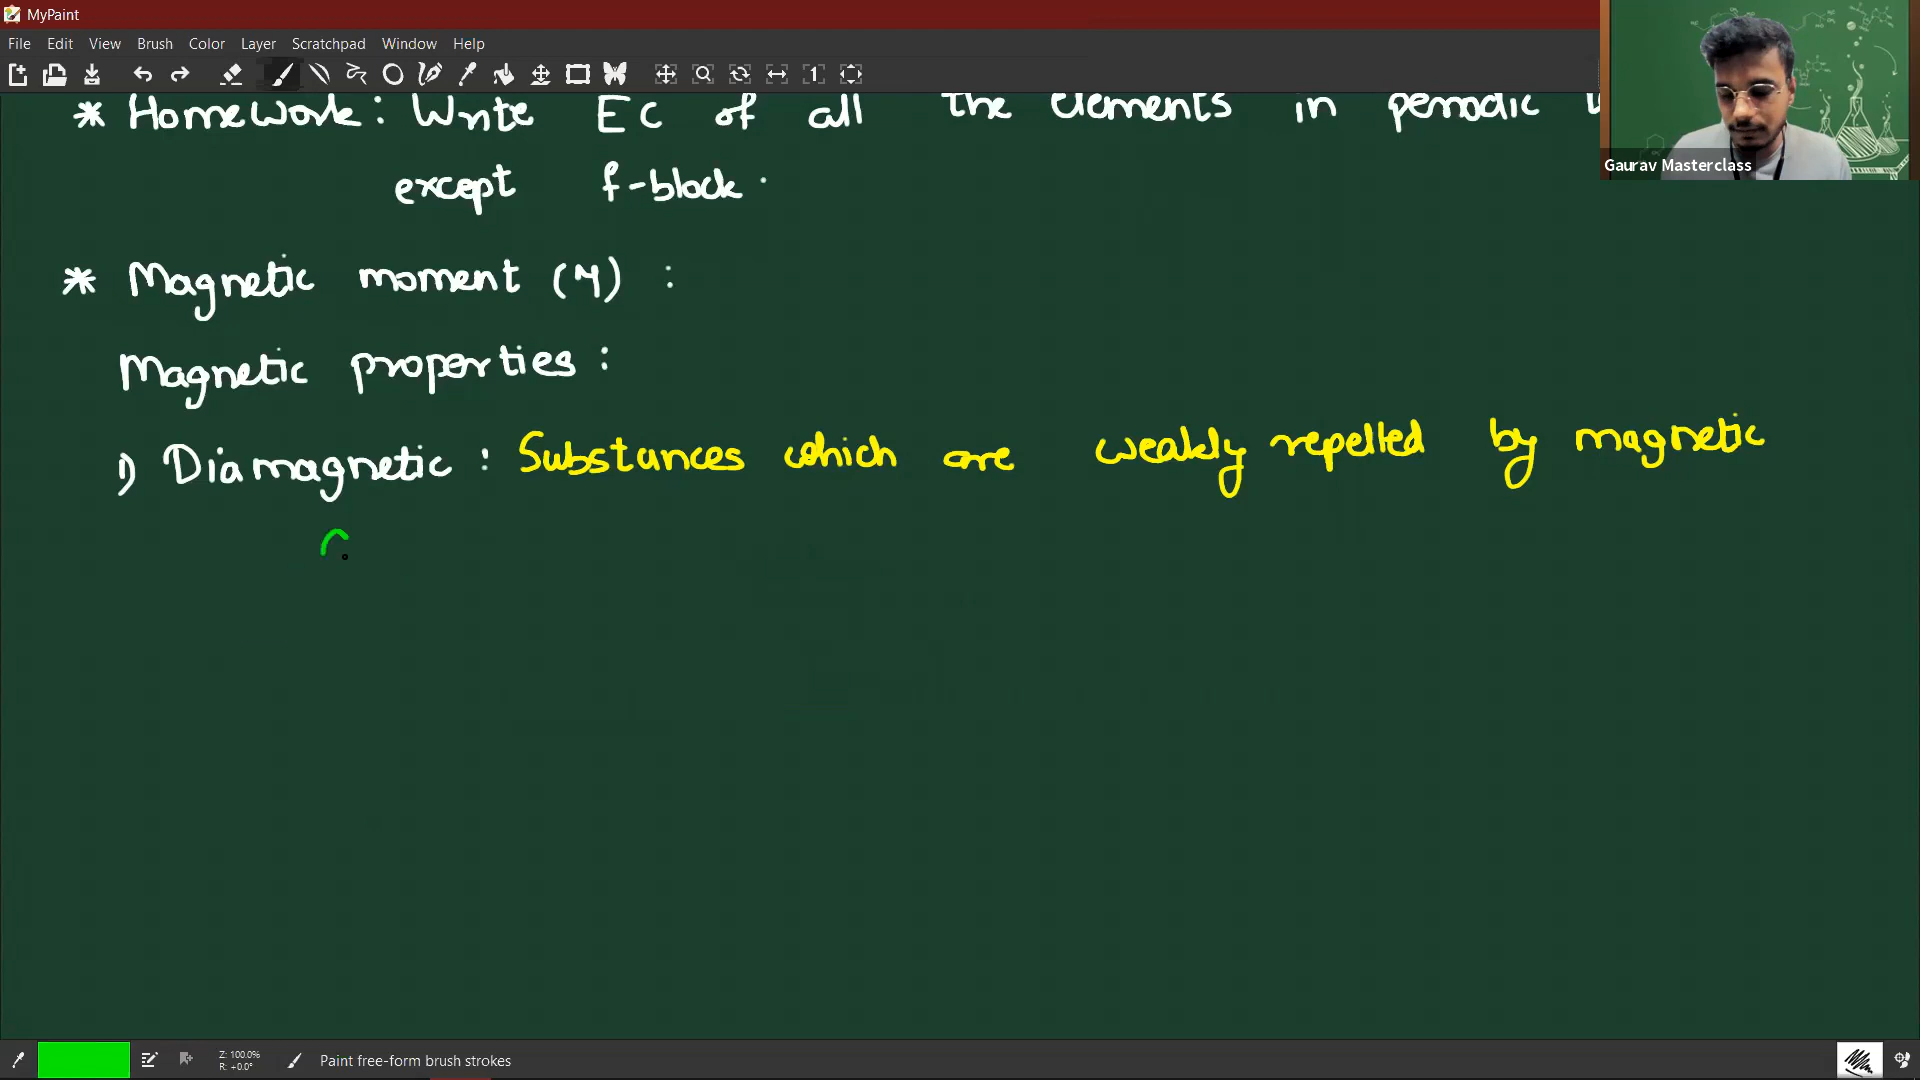 MyPaint
File Edit View Brush Color Layer Scratchpad Window Help
* Homework: Write EC of all the elements in periodic
except f-block.
Gaurav Masterclass
* Magnetic moment (M) :
Magnetic properties :
1) Diamagnetic : Substances which are weakly repelled by magnetic
Z: 100.0%
R: +0.0°
Paint free-form brush strokes